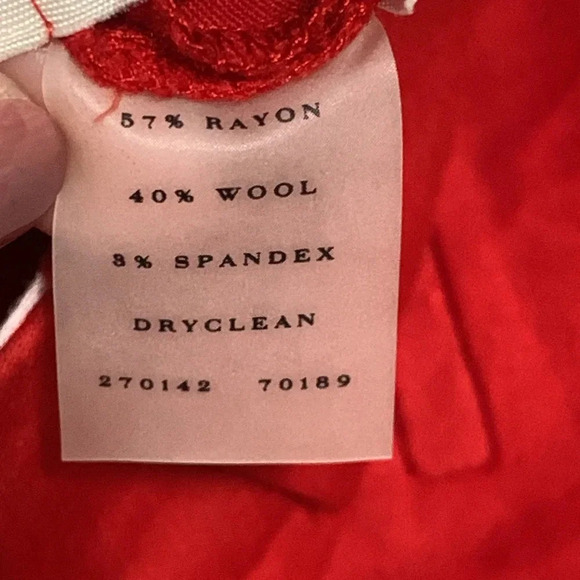 57% RAYON
40% WOOL
3% SPANDEX
DRYCLEAN
270142 70189